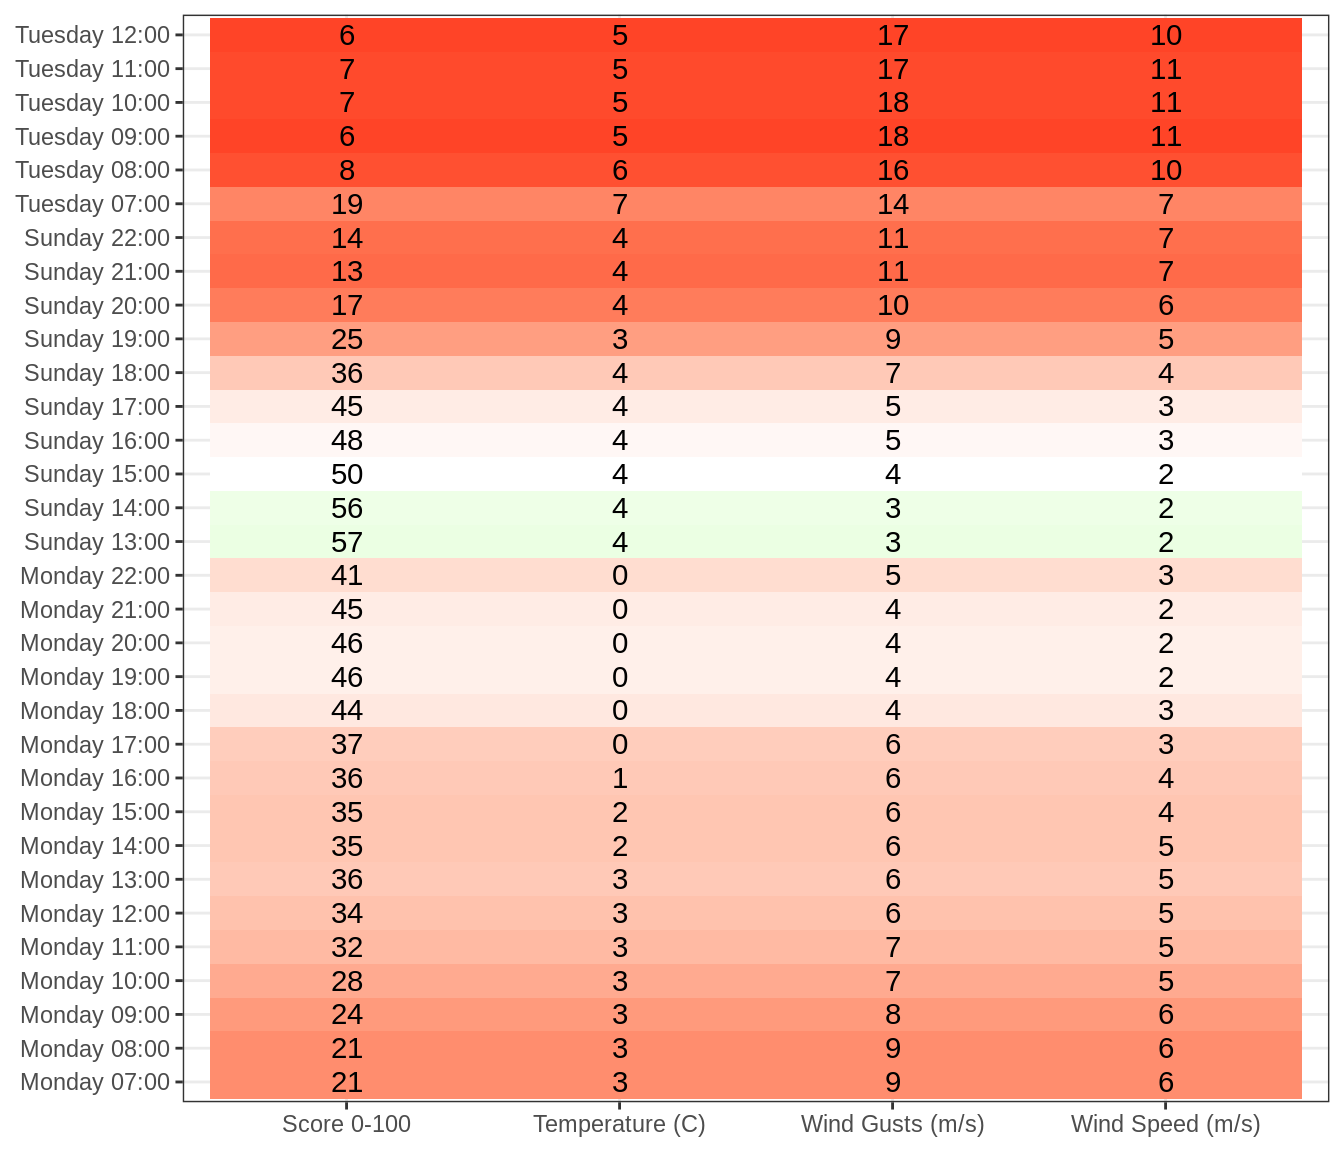 Tuesday 12:00 6 5 17 10
Tuesday 11:00 7 5 17 11
Tuesday 10:00 7 5 18 11
Tuesday 09:00 6 5 18 11
Tuesday 08:00 8 6 16 10
Tuesday 07:00 19 7 14 7
Sunday 22:00 14 4 11 7
Sunday 21:00 13 4 11 7
Sunday 20:00 17 4 10 6
Sunday 19:00 25 3 9 5
Sunday 18:00 36 4 7 4
Sunday 17:00 45 4 5 3
Sunday 16:00 48 4 5 3
Sunday 15:00 50 4 4 2
Sunday 14:00 56 4 3 2
Sunday 13:00 57 4 3 2
Monday 22:00 41 0 5 3
Monday 21:00 45 0 4 2
Monday 20:00 46 0 4 2
Monday 19:00 46 0 4 2
Monday 18:00 44 0 4 3
Monday 17:00 37 0 6 3
Monday 16:00 36 1 6 4
Monday 15:00 35 2 6 4
Monday 14:00 35 2 6 5
Monday 13:00 36 3 6 5
Monday 12:00 34 3 6 5
Monday 11:00 32 3 7 5
Monday 10:00 28 3 7 5
Monday 09:00 24 3 8 6
Monday 08:00 21 3 9 6
Monday 07:00 21 3 9 6
Score 0-100 Temperature (C) Wind Gusts (m/s) Wind Speed (m/s)